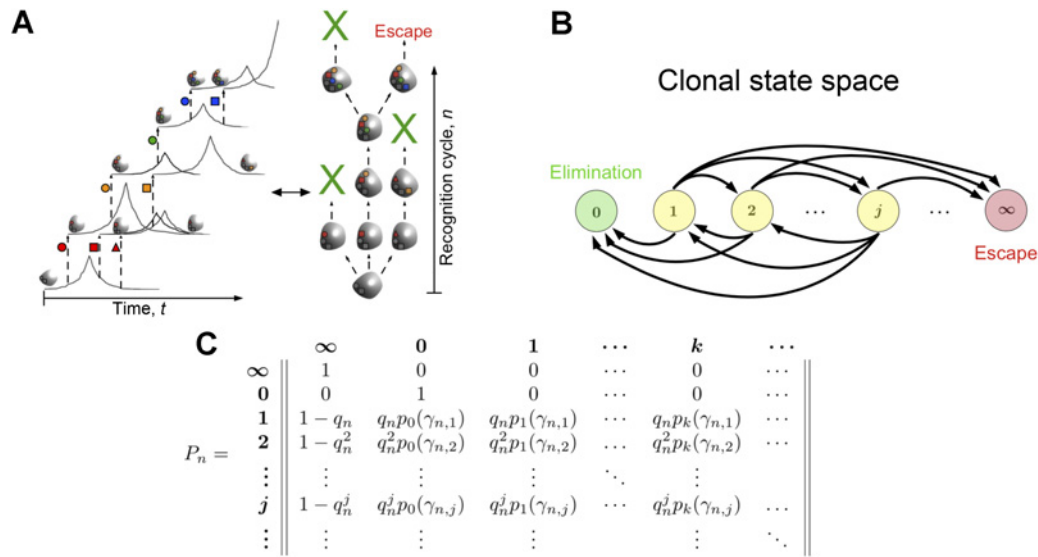 A
X
Escape
X
X
Recognition cycle, n
Time, t
B
Clonal state space
Elimination
0 1 2 ... j ... ∞
Escape
C
∞ 0 1 ⋯ k ⋯
∞ 1 0 0 ⋯ 0 ⋯
0 0 1 0 ⋯ 0 ⋯
1 1 − q_n q_n p_0(γ_{n,1}) q_n p_1(γ_{n,1}) ⋯ q_n p_k(γ_{n,1}) ⋯
2 1 − q_n^2 q_n^2 p_0(γ_{n,2}) q_n^2 p_1(γ_{n,2}) ⋯ q_n^2 p_k(γ_{n,2}) ⋯
P_n =
⋮ ⋮ ⋮ ⋮ ⋱ ⋮
j 1 − q_n^j q_n^j p_0(γ_{n,j}) q_n^j p_1(γ_{n,j}) ⋯ q_n^j p_k(γ_{n,j}) ⋯
⋮ ⋮ ⋮ ⋮ ⋮ ⋱